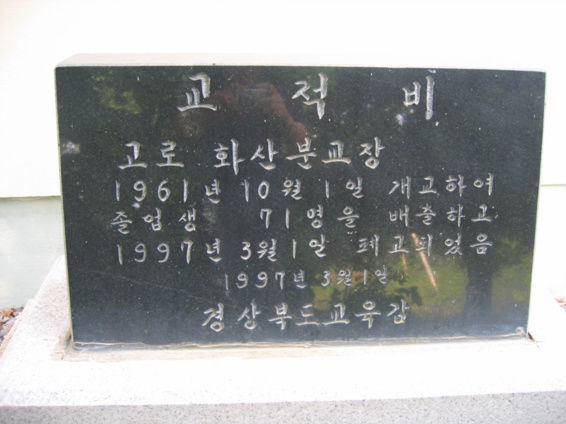 교적비
고로 화산분교장
1961년 10월 1일 개교하여
졸업생 71명을 배출하고
1997년 3월 1일 폐교되었음
1997년 3월 1일
경상북도교육감